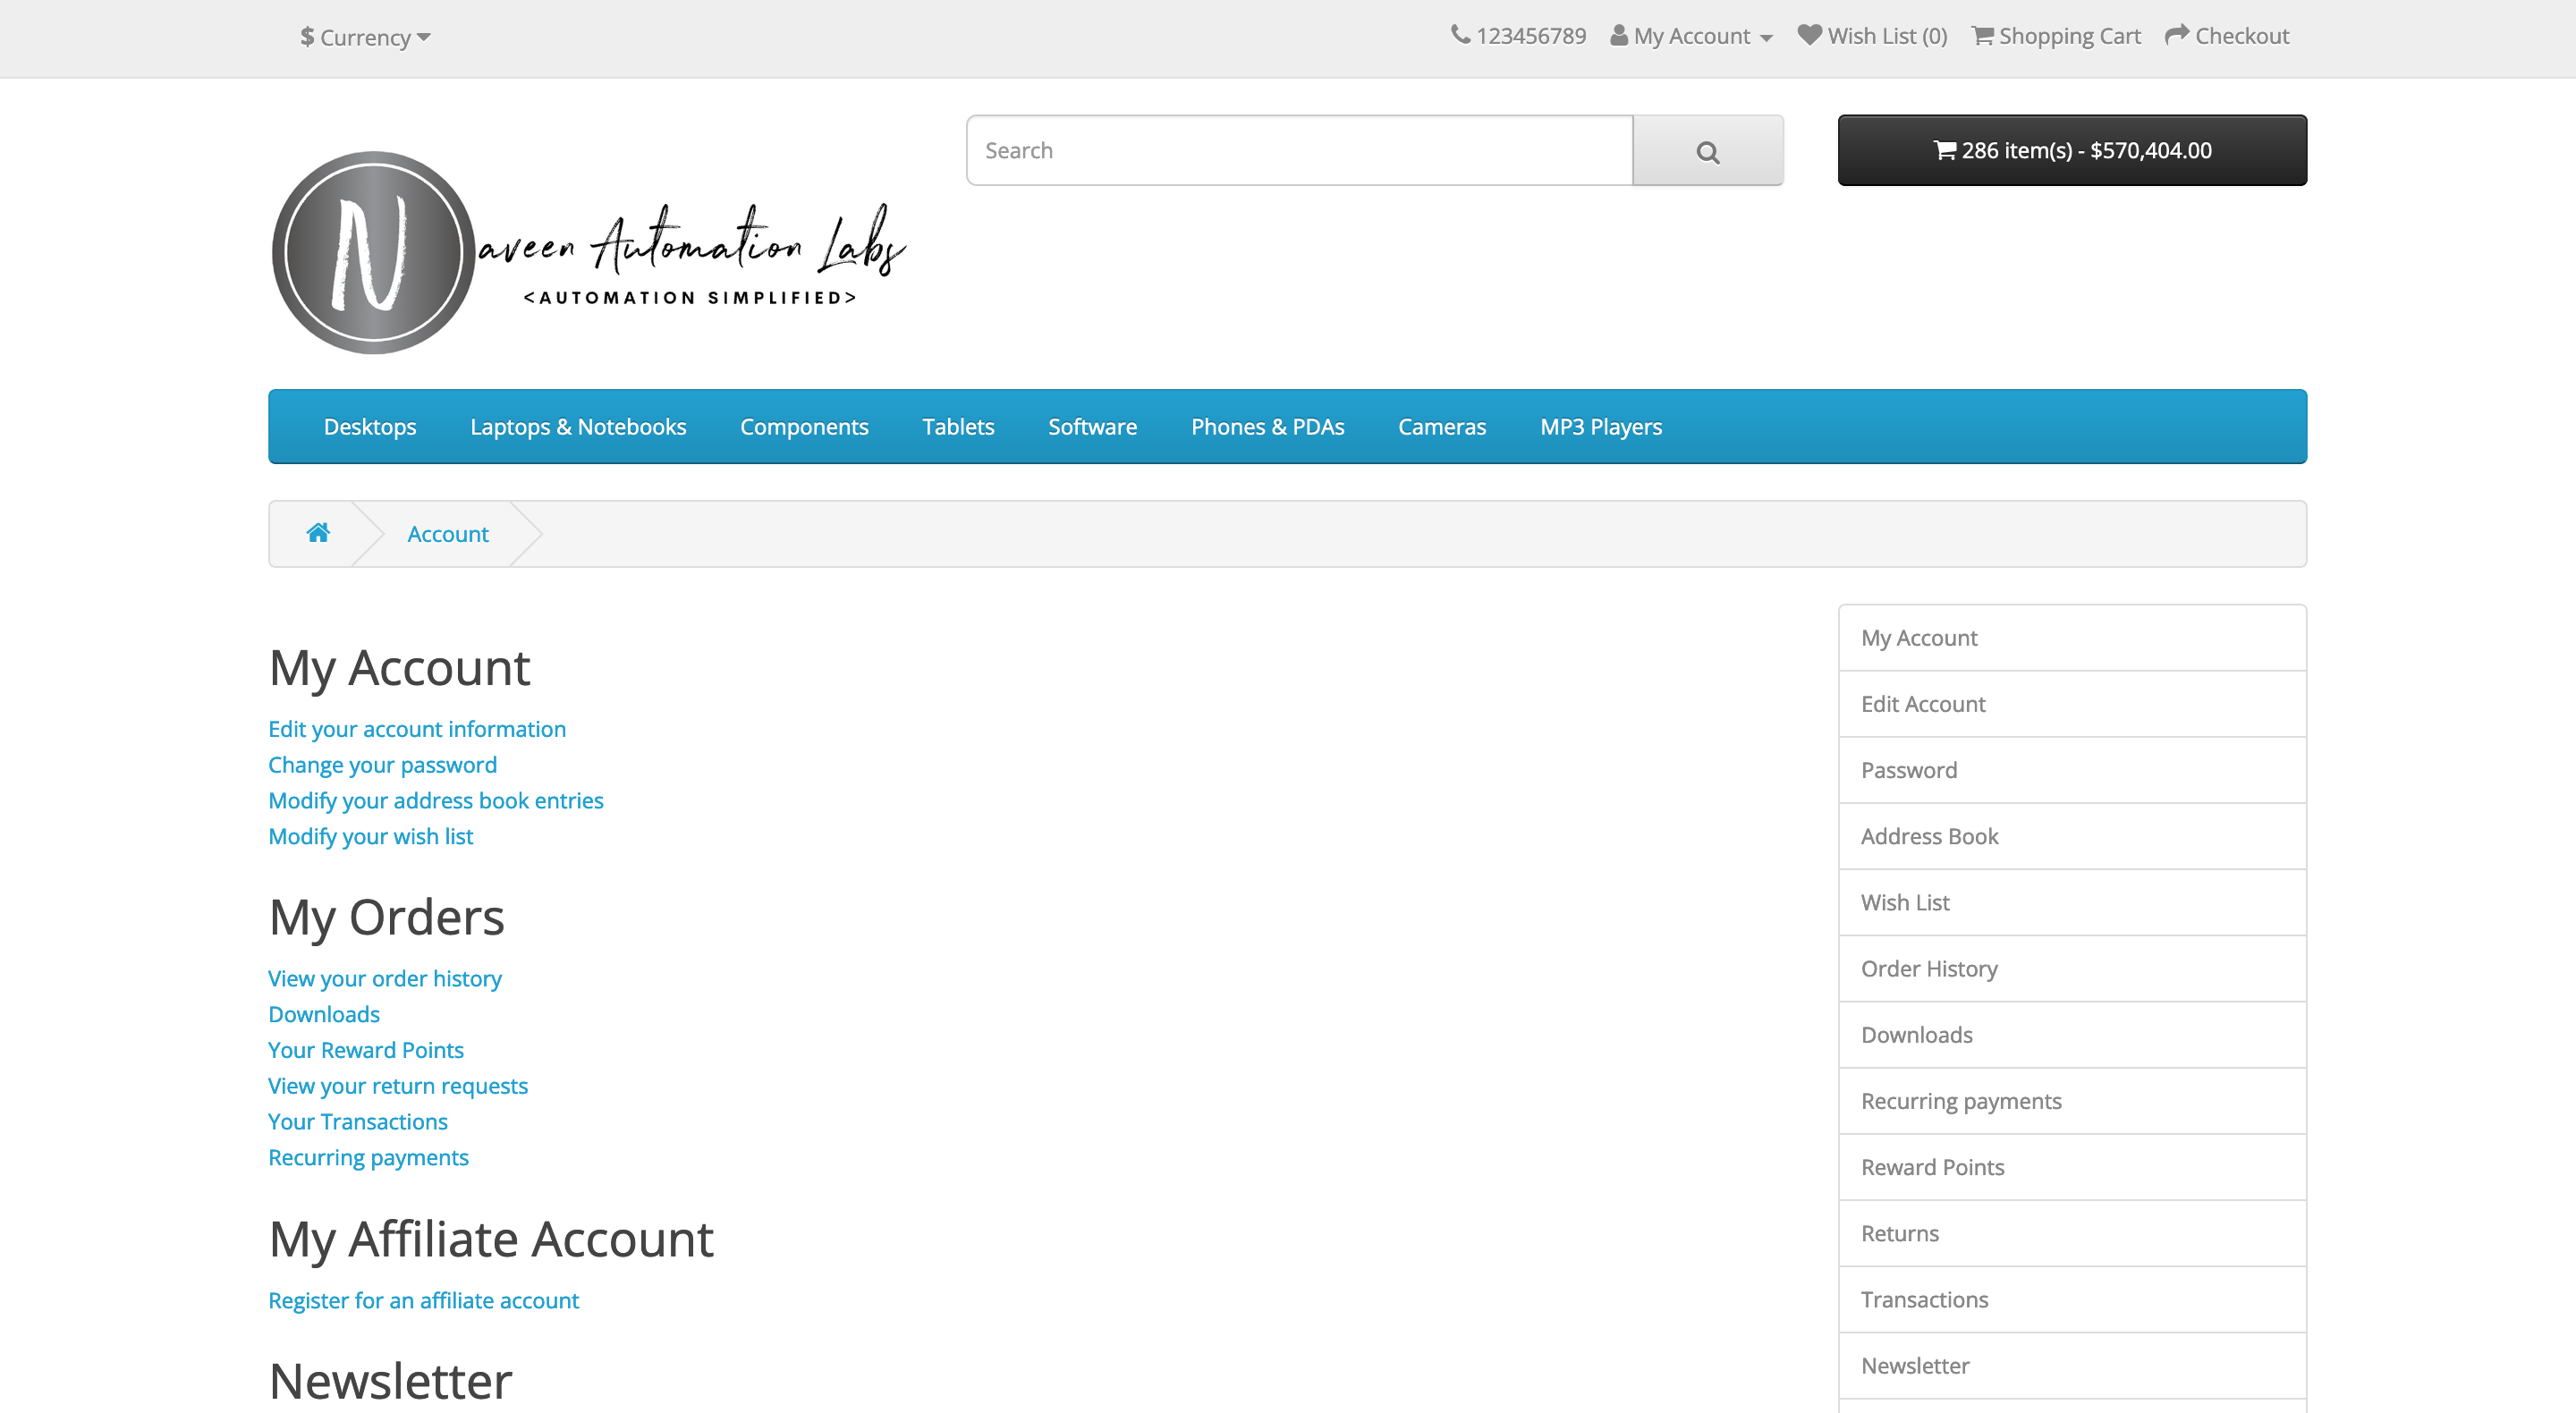 $ Currency
123456789 My Account Wish List (0) Shopping Cart Checkout
Search
286 item(s) - $570,404.00
Naveen Automation Labs
<AUTOMATION SIMPLIFIED>
Desktops Laptops & Notebooks Components Tablets Software Phones & PDAs Cameras MP3 Players
Account
My Account
Edit your account information
Change your password
Modify your address book entries
Modify your wish list
My Orders
View your order history
Downloads
Your Reward Points
View your return requests
Your Transactions
Recurring payments
My Affiliate Account
Register for an affiliate account
Newsletter
My Account
Edit Account
Password
Address Book
Wish List
Order History
Downloads
Recurring payments
Reward Points
Returns
Transactions
Newsletter